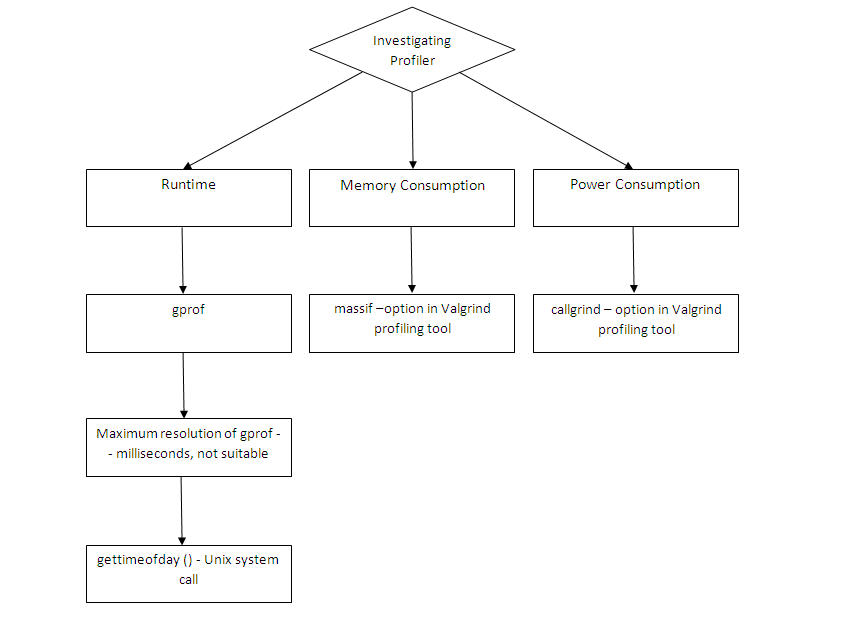 Investigating
Profiler
Runtime
Memory Consumption
Power Consumption
gprof
massif –option in Valgrind
profiling tool
callgrind – option in Valgrind
profiling tool
Maximum resolution of gprof -
- milliseconds, not suitable
gettimeofday () - Unix system
call